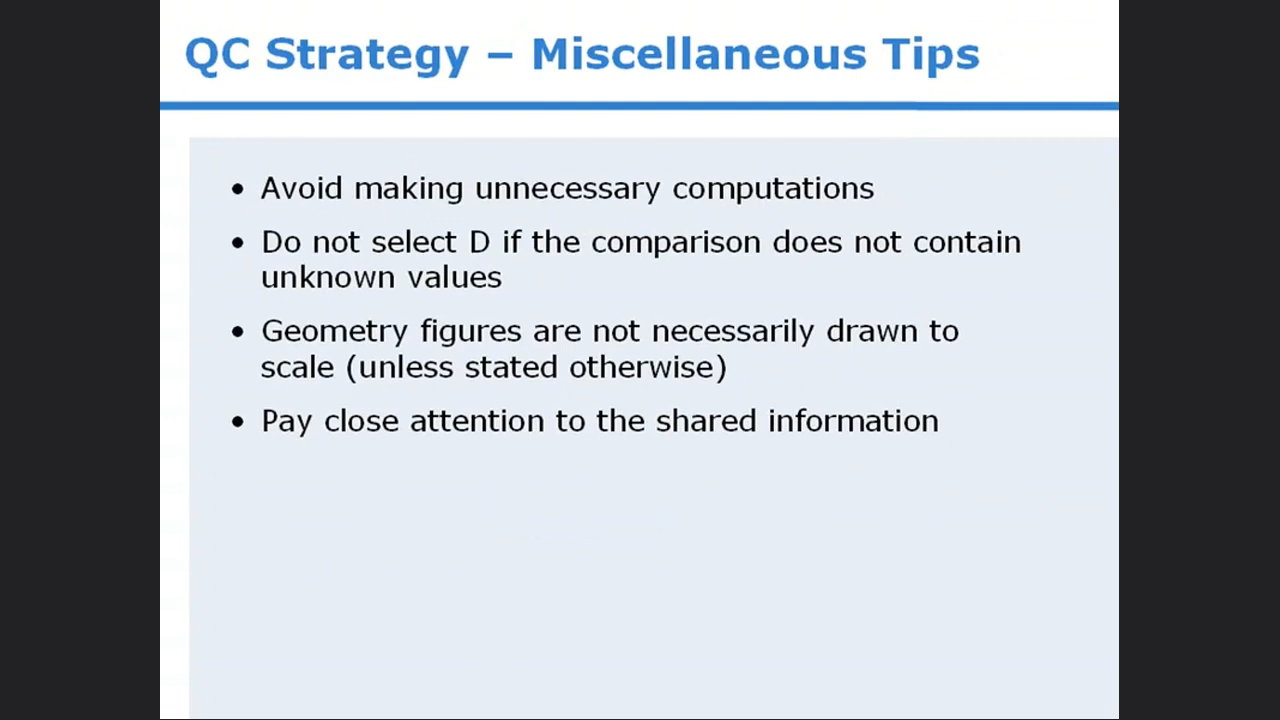 QC Strategy – Miscellaneous Tips
• Avoid making unnecessary computations
• Do not select D if the comparison does not contain
unknown values
• Geometry figures are not necessarily drawn to
scale (unless stated otherwise)
• Pay close attention to the shared information